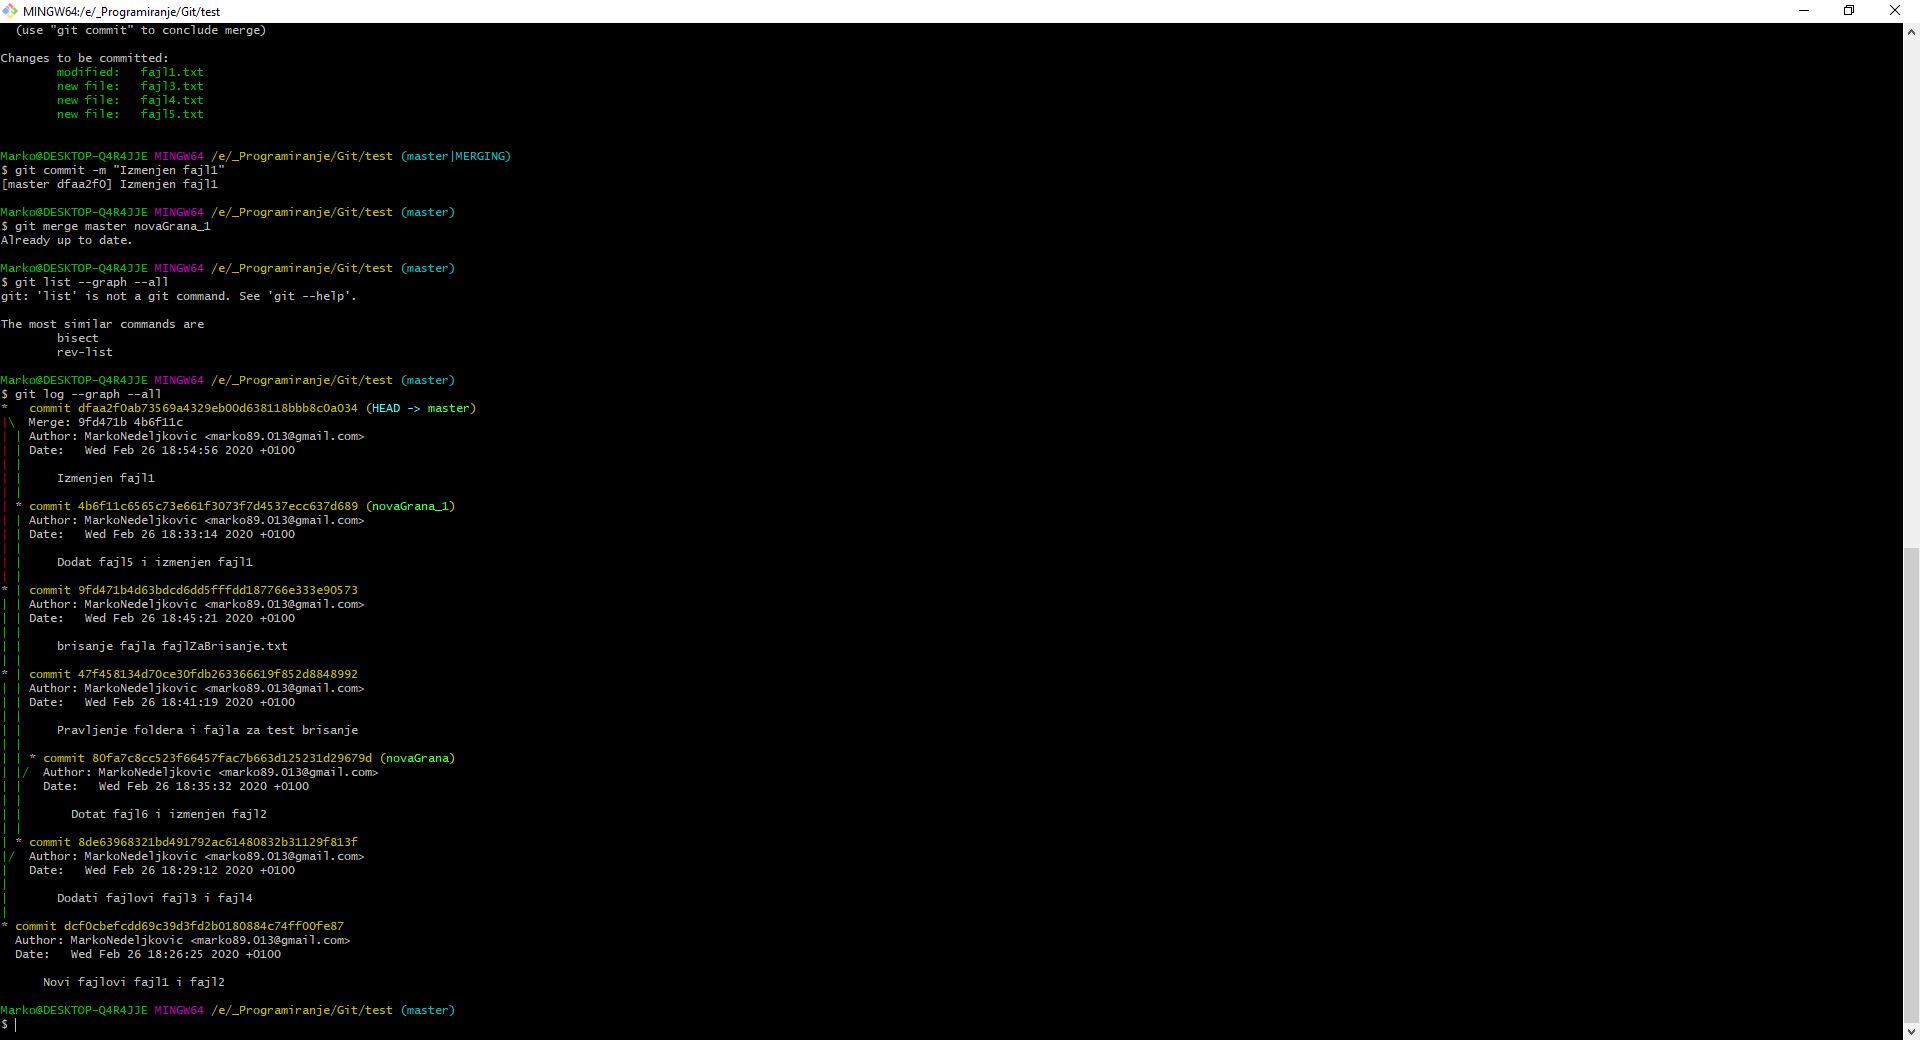 MINGW64:/e/_Programiranje/Git/test
(use "git commit" to conclude merge)
Changes to be committed:
modified:   fajl1.txt
new file:   fajl3.txt
new file:   fajl4.txt
new file:   fajl5.txt
Marko@DESKTOP-Q4R4JJE MINGW64 /e/_Programiranje/Git/test (master|MERGING)
$ git commit -m "Izmenjen fajl1"
[master dfaa2f0] Izmenjen fajl1
Marko@DESKTOP-Q4R4JJE MINGW64 /e/_Programiranje/Git/test (master)
$ git merge master novaGrana_1
Already up to date.
Marko@DESKTOP-Q4R4JJE MINGW64 /e/_Programiranje/Git/test (master)
$ git list --graph --all
git: 'list' is not a git command. See 'git --help'.
The most similar commands are
bisect
rev-list
Marko@DESKTOP-Q4R4JJE MINGW64 /e/_Programiranje/Git/test (master)
$ git log --graph --all
*   commit dfaa2f0ab73569a4329eb00d638118bbb8c0a034 (HEAD -> master)
|\  Merge: 9fd471b 4b6f11c
| | Author: MarkoNedeljkovic <marko89.013@gmail.com>
| | Date:   Wed Feb 26 18:54:56 2020 +0100
| |
| |     Izmenjen fajl1
| |
| * commit 4b6f11c6565c73e661f3073f7d4537ecc637d689 (novaGrana_1)
| | Author: MarkoNedeljkovic <marko89.013@gmail.com>
| | Date:   Wed Feb 26 18:33:14 2020 +0100
| |
| |     Dodat fajl5 i izmenjen fajl1
| |
* | commit 9fd471b4d63bdcd6dd5fffdd187766e333e90573
| | Author: MarkoNedeljkovic <marko89.013@gmail.com>
| | Date:   Wed Feb 26 18:45:21 2020 +0100
| |
| |     brisanje fajla fajlZaBrisanje.txt
| |
* | commit 47f458134d70ce30fdb263366619f852d8848992
| | Author: MarkoNedeljkovic <marko89.013@gmail.com>
| | Date:   Wed Feb 26 18:41:19 2020 +0100
| |
| |     Pravljenje foldera i fajla za test brisanje
| |
| | * commit 80fa7c8cc523f66457fac7b663d125231d29679d (novaGrana)
| |/  Author: MarkoNedeljkovic <marko89.013@gmail.com>
| |   Date:   Wed Feb 26 18:35:32 2020 +0100
| |
| |       Dotat fajl6 i izmenjen fajl2
| |
| * commit 8de63968321bd491792ac61480832b31129f813f
|/  Author: MarkoNedeljkovic <marko89.013@gmail.com>
|   Date:   Wed Feb 26 18:29:12 2020 +0100
|
|       Dodati fajlovi fajl3 i fajl4
|
* commit dcf0cbefcdd69c39d3fd2b0180884c74ff00fe87
Author: MarkoNedeljkovic <marko89.013@gmail.com>
Date:   Wed Feb 26 18:26:25 2020 +0100
Novi fajlovi fajl1 i fajl2
Marko@DESKTOP-Q4R4JJE MINGW64 /e/_Programiranje/Git/test (master)
$